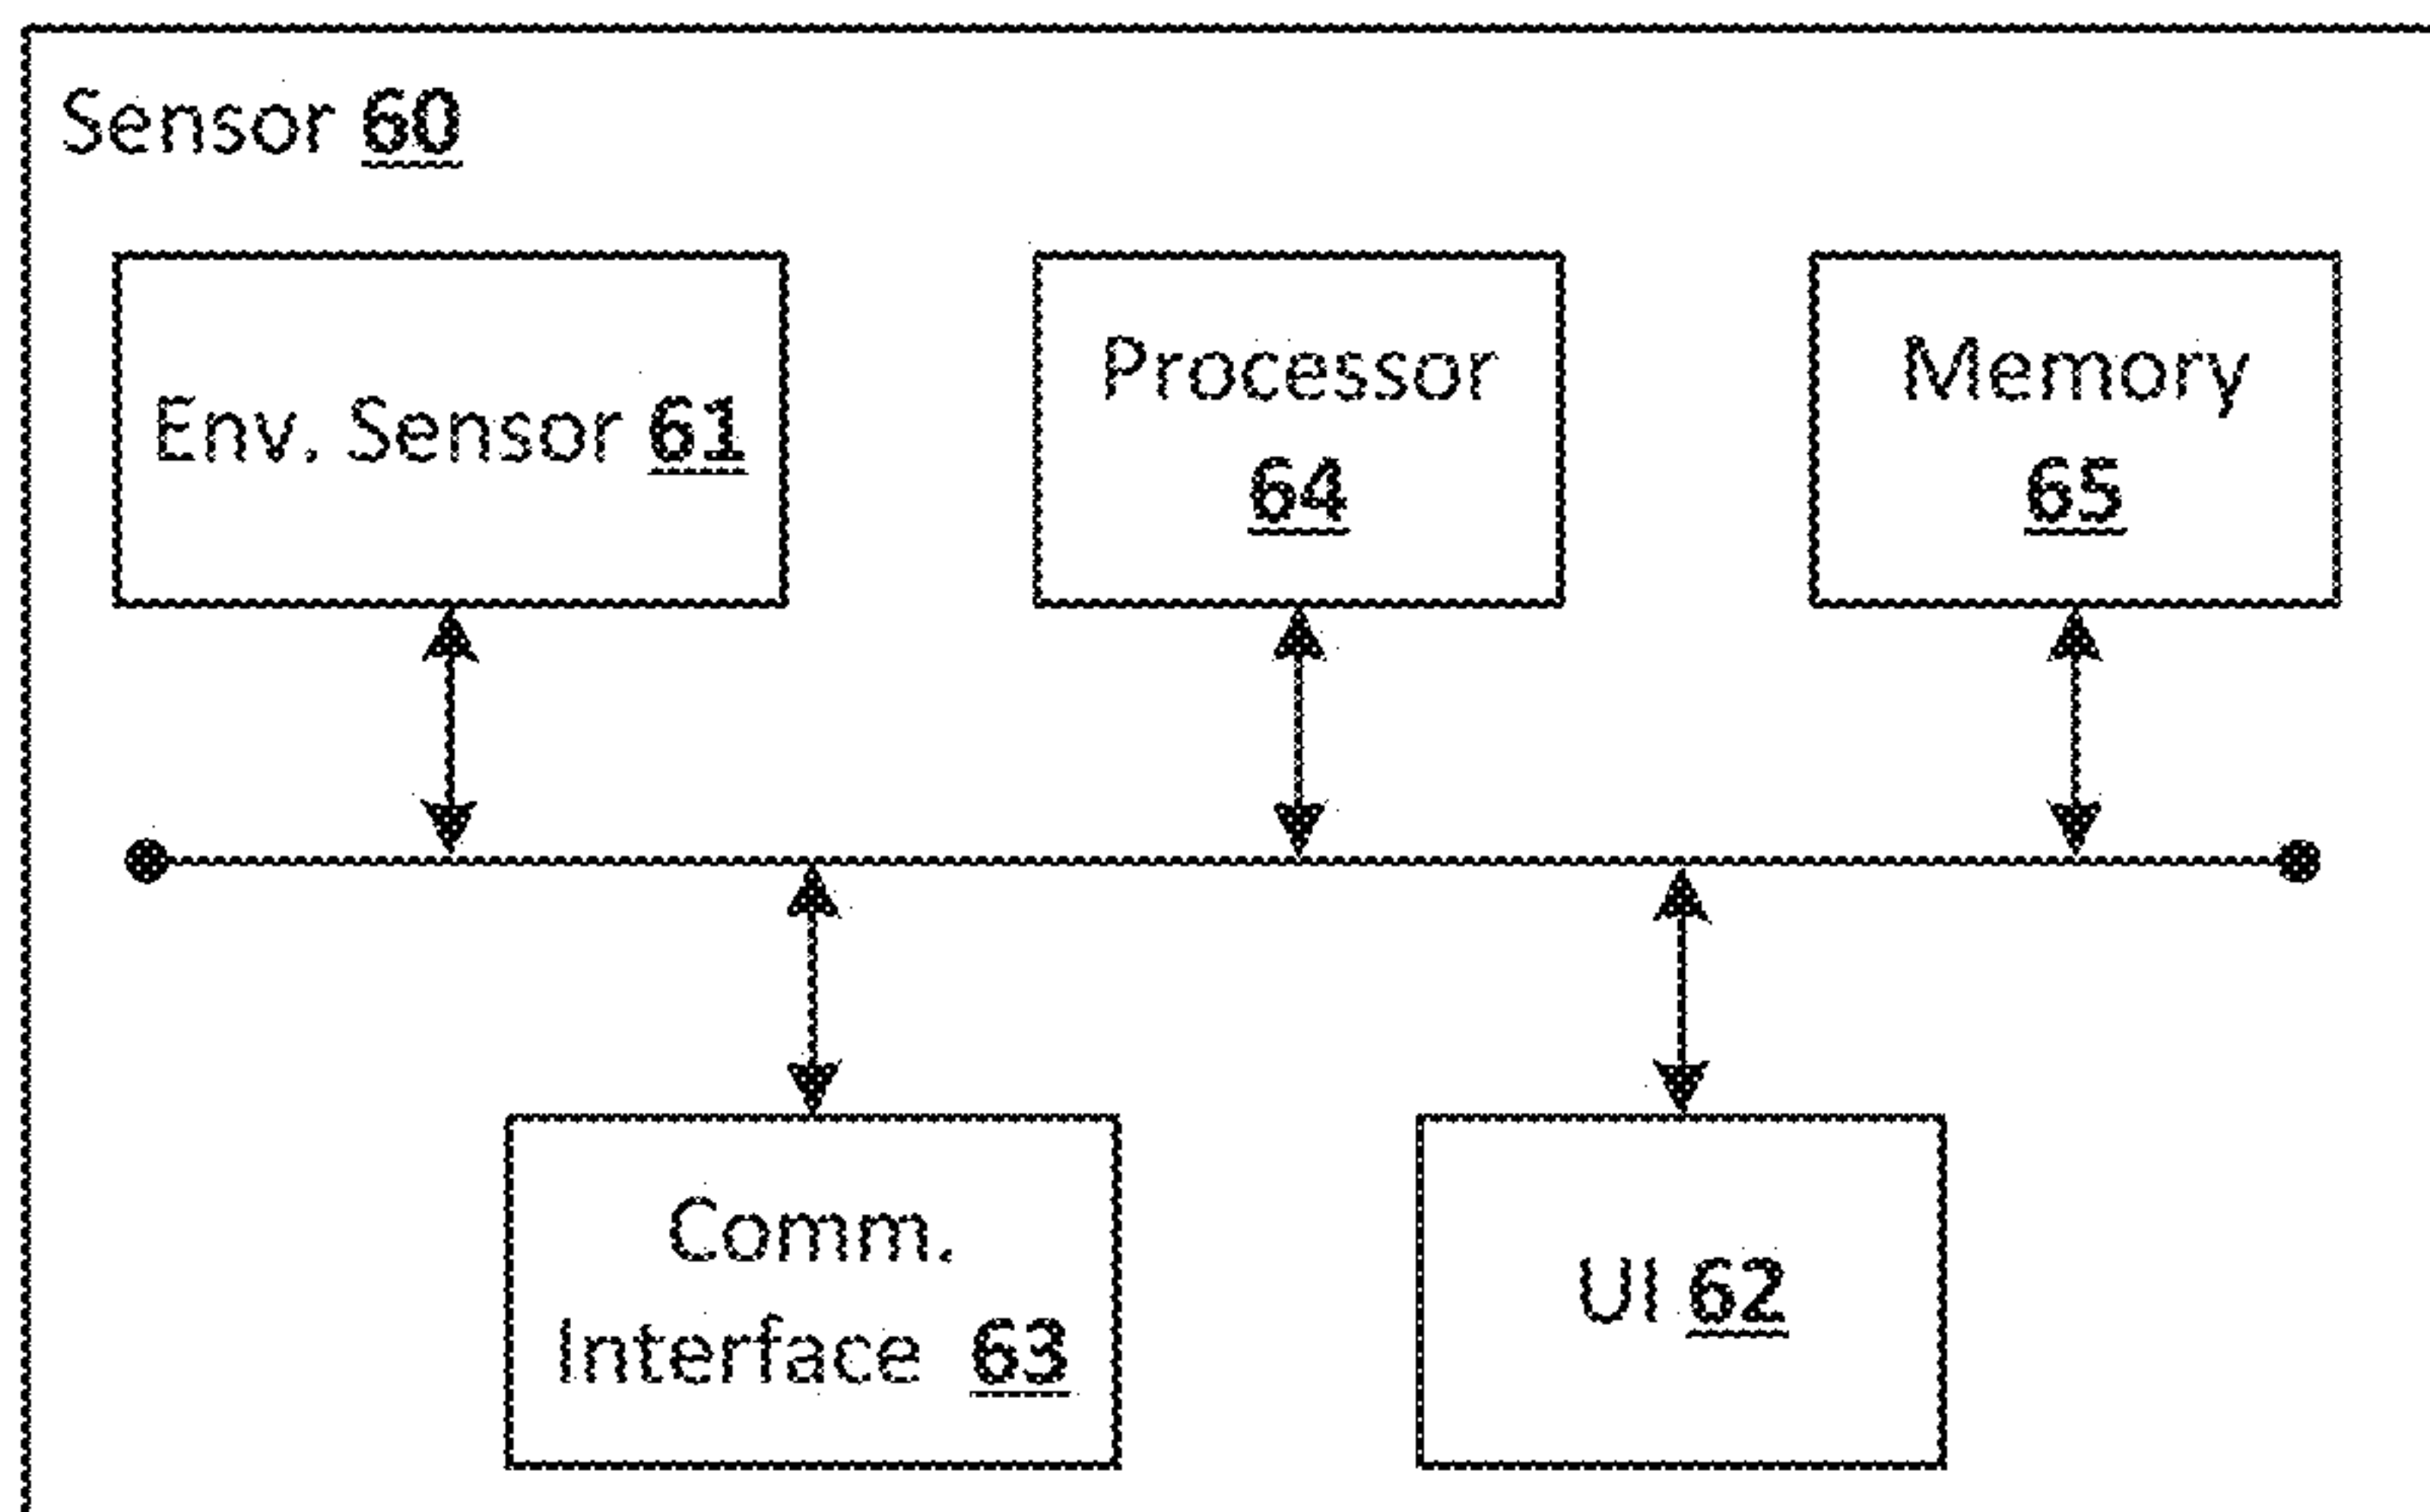 Sensor 60
Env. Sensor 61
Processor
64
Memory
65
Comm.
Interface 63
UI 62